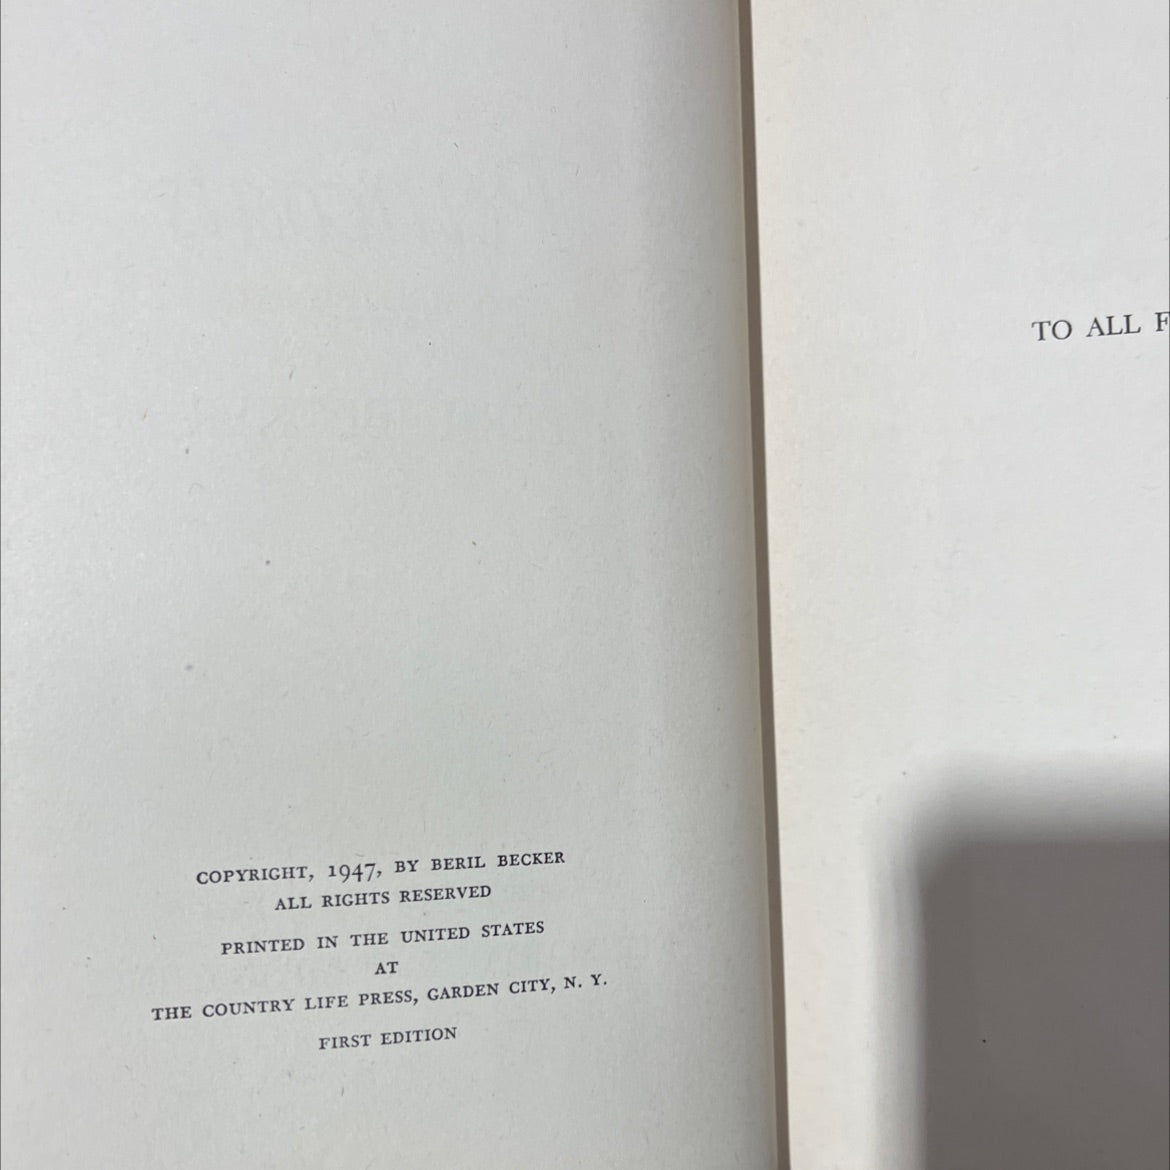 COPYRIGHT, 1947, BY BERIL BECKER
ALL RIGHTS RESERVED
PRINTED IN THE UNITED STATES
AT
THE COUNTRY LIFE PRESS, GARDEN CITY, N. Y.
FIRST EDITION
TO ALL F